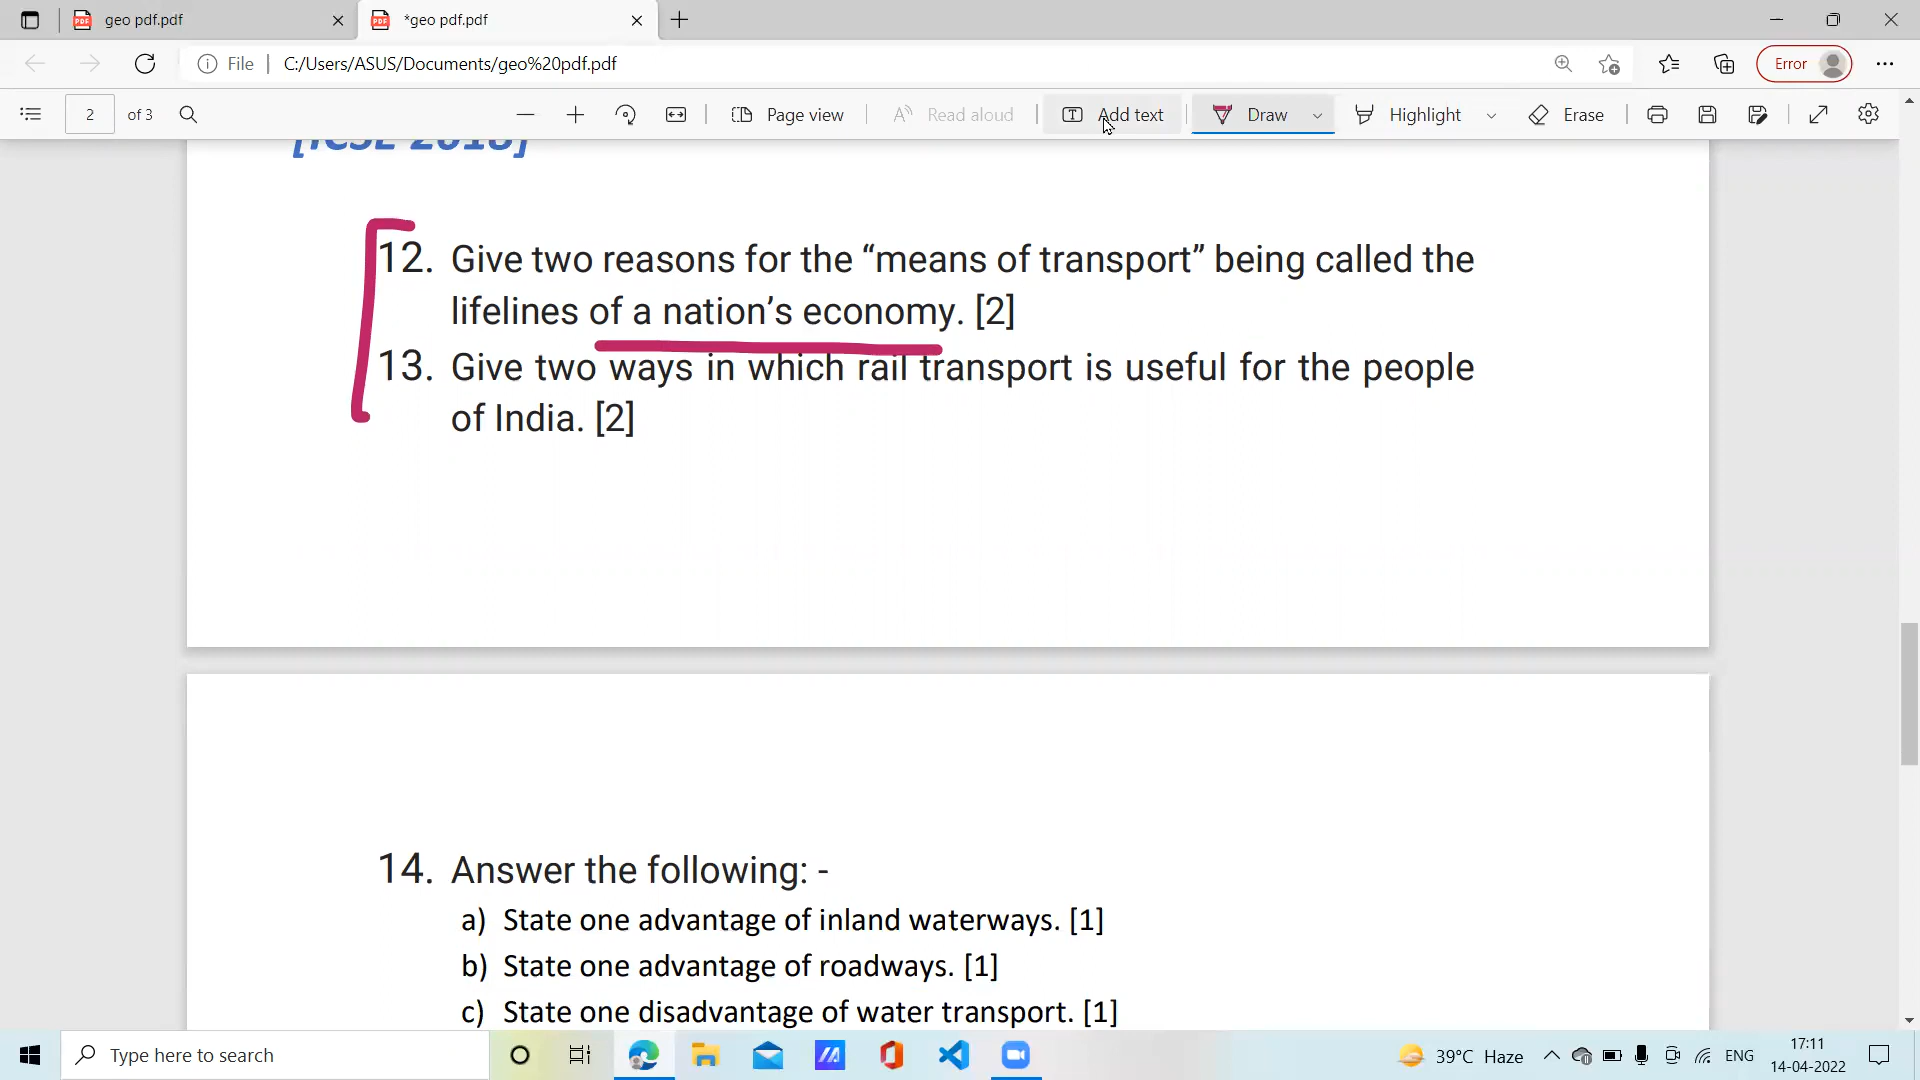 geo pdf.pdf
*geo pdf.pdf
File
C:/Users/ASUS/Documents/geo%20pdf.pdf
Error
2 of 3
Page view
Read aloud
Add text
Draw
Highlight
Erase
[ICSE 2018]
12. Give two reasons for the “means of transport” being called the
lifelines of a nation’s economy. [2]
13. Give two ways in which rail transport is useful for the people
of India. [2]
14. Answer the following: -
a) State one advantage of inland waterways. [1]
b) State one advantage of roadways. [1]
c) State one disadvantage of water transport. [1]
Type here to search
39°C Haze
ENG
17:11
14-04-2022